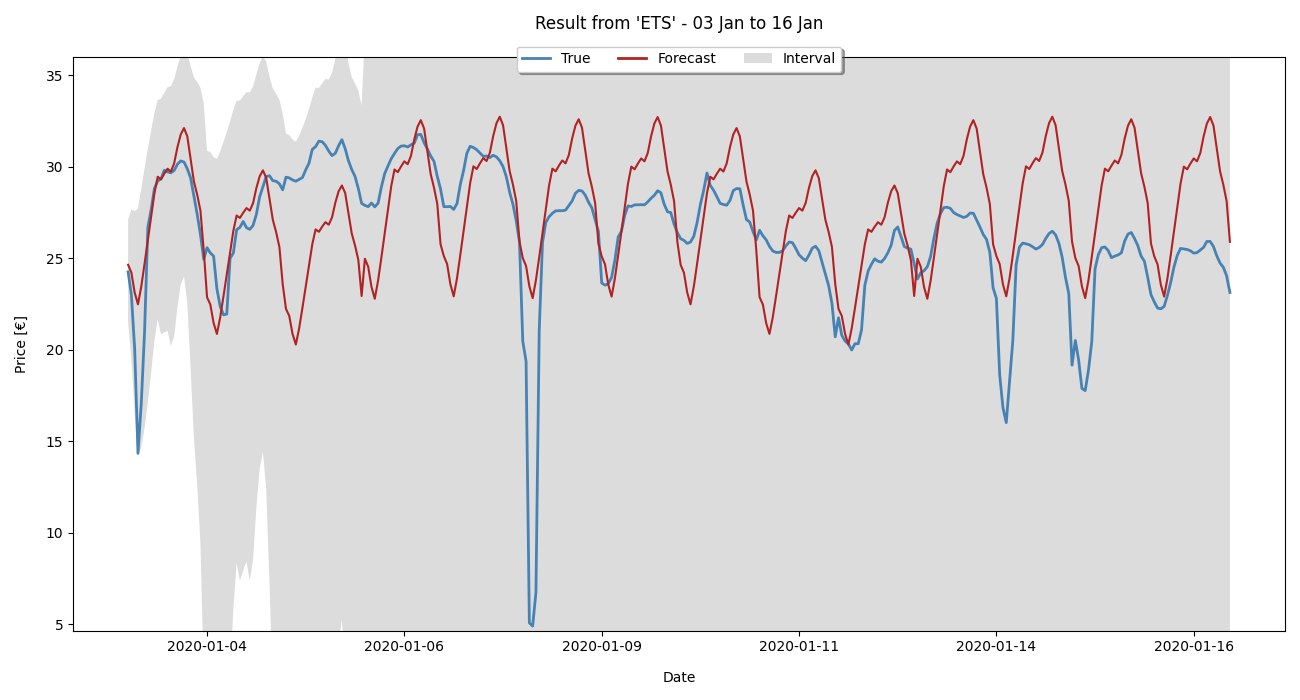 Result from 'ETS' - 03 Jan to 16 Jan
True Forecast Interval
35
30
25
20
15
10
5
Price [€]
2020-01-04 2020-01-06 2020-01-09 2020-01-11 2020-01-14 2020-01-16
Date